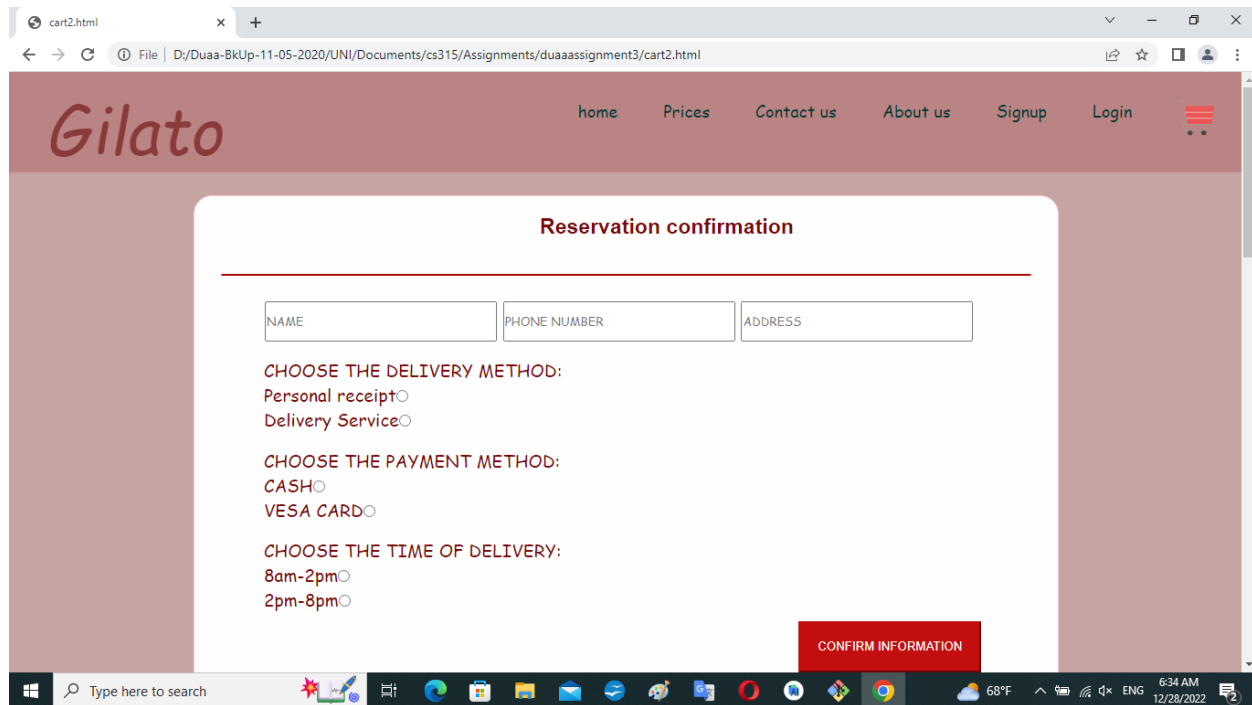 cart2.html
File | D:/Duaa-BkUp-11-05-2020/UNI/Documents/cs315/Assignments/duaaassignment3/cart2.html
Gilato
home Prices Contact us About us Signup Login
Reservation confirmation
NAME PHONE NUMBER ADDRESS
CHOOSE THE DELIVERY METHOD:
Personal receipt
Delivery Service
CHOOSE THE PAYMENT METHOD:
CASH
VESA CARD
CHOOSE THE TIME OF DELIVERY:
8am-2pm
2pm-8pm
CONFIRM INFORMATION
Type here to search
68°F ENG 6:34 AM
12/28/2022
2